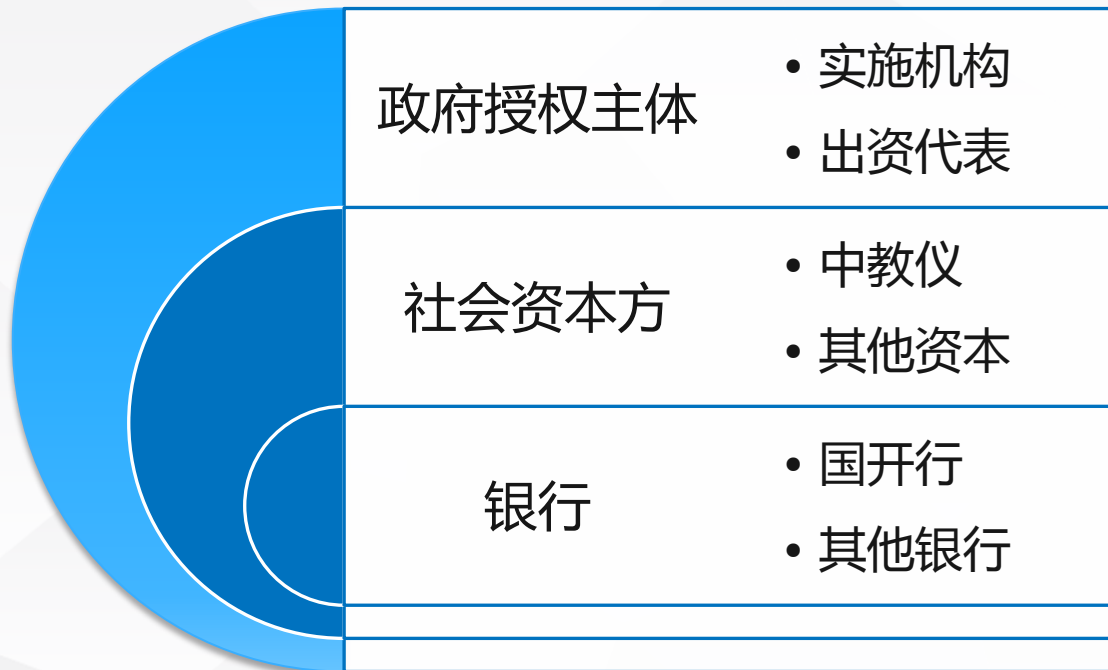 政府授权主体
• 实施机构
• 出资代表
社会资本方
• 中教仪
• 其他资本
银行
• 国开行
• 其他银行